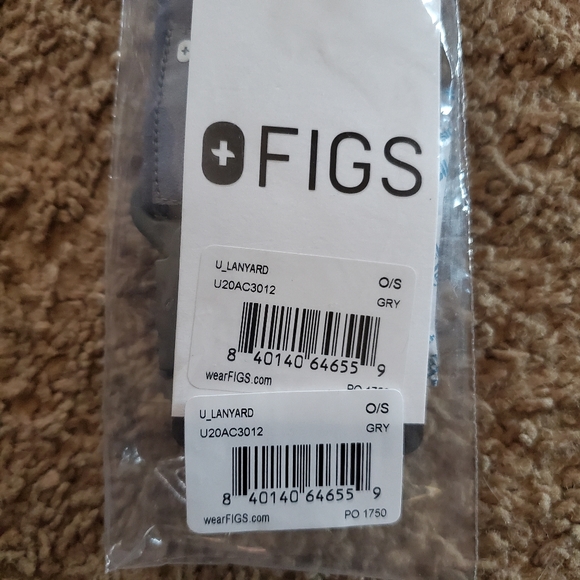 FIGS
U_LANYARD O/S
U20AC3012 GRY
8 40140 64655 9
wearFIGS.com
U_LANYARD O/S
U20AC3012 GRY
8 40140 64655 9
wearFIGS.com PO 1750